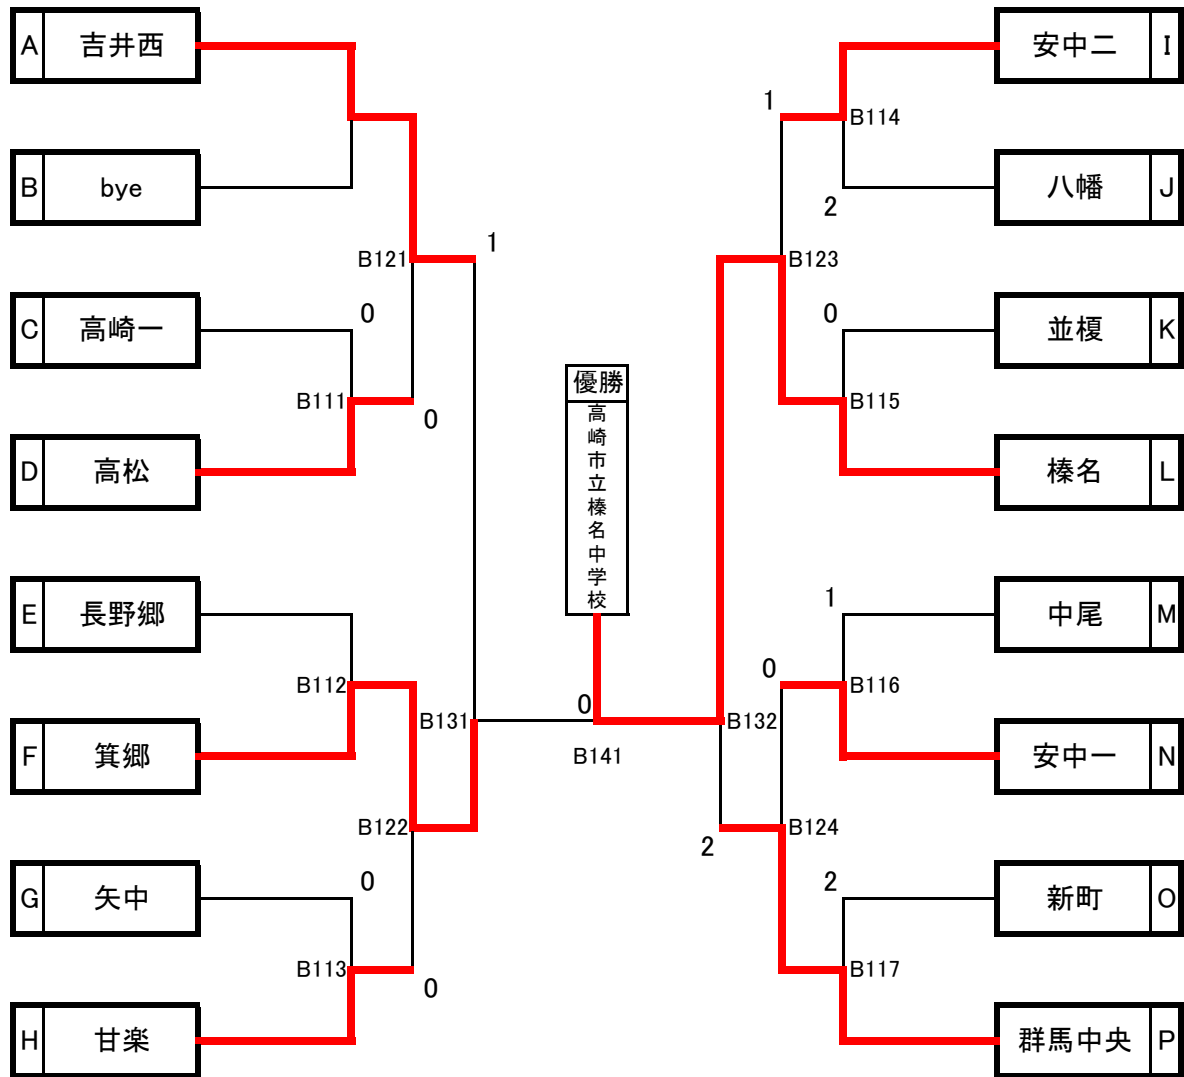 A 吉井西
B bye
C 高崎一
D 高松
E 長野郷
F 箕郷
G 矢中
H 甘楽
B121
0
B111
0
1
B112
B131
B122
0
B113
0
優勝
高崎市立榛名中学校
0
B141
1
B114
2
B123
0
B115
1
0
B116
B132
B124
2
2
B117
安中二 I
八幡 J
並榎 K
榛名 L
中尾 M
安中一 N
新町 O
群馬中央 P